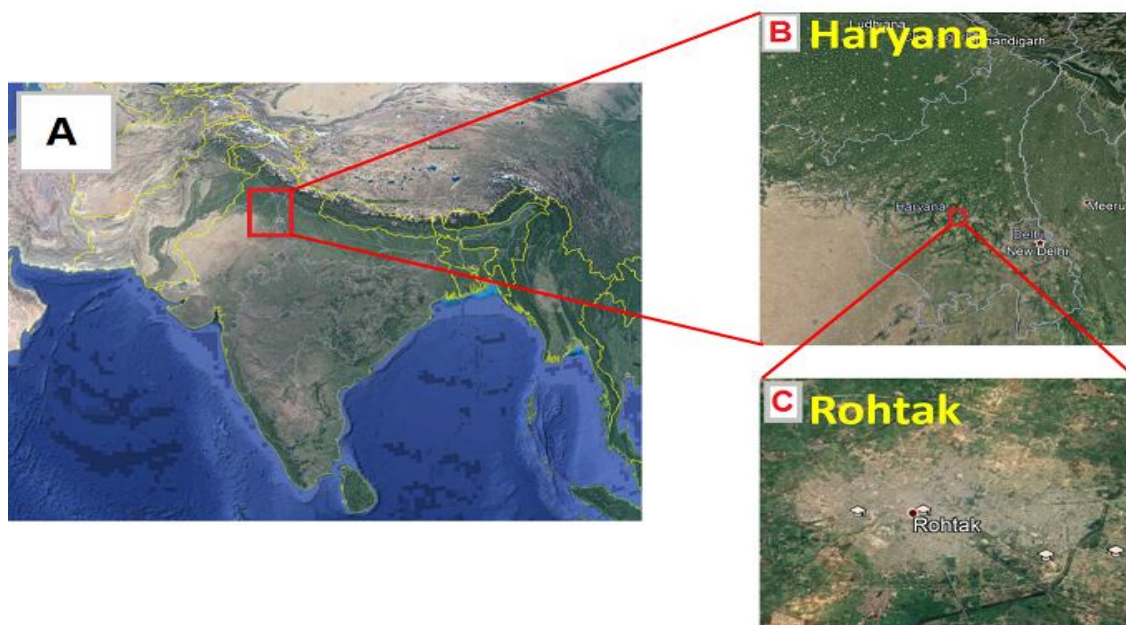 A
B Haryana
Ludhiana
Chandigarh
Haryana
Meeru
Delhi
New Delhi
C Rohtak
Rohtak